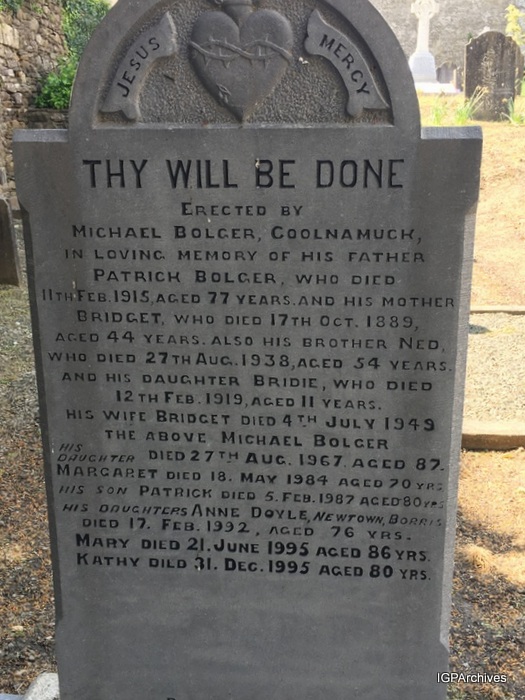 JESUS MERCY
THY WILL BE DONE
ERECTED BY
MICHAEL BOLGER, COOLNAMUCK,
IN LOVING MEMORY OF HIS FATHER
PATRICK BOLGER, WHO DIED
11TH FEB. 1915, AGED 77 YEARS. AND HIS MOTHER
BRIDGET, WHO DIED 17TH OCT. 1889,
AGED 44 YEARS. ALSO HIS BROTHER NED,
WHO DIED 27TH AUG. 1938, AGED 54 YEARS.
AND HIS DAUGHTER BRIDIE, WHO DIED
12TH FEB. 1919, AGED 11 YEARS.
HIS WIFE BRIDGET DIED 4TH JULY 1949
THE ABOVE MICHAEL BOLGER
DIED 27TH AUG. 1967. AGED 87.
HIS DAUGHTER
MARGARET DIED 18. MAY 1984 AGED 70 YRS
HIS SON PATRICK DIED 5. FEB. 1987 AGED 80 YRS
HIS DAUGHTERS ANNE DOYLE, NEWTOWN, BORRIS
DIED 17. FEB. 1992, AGED 76 YRS.
MARY DIED 21. JUNE 1995 AGED 86 YRS.
KATHY DIED 31. DEC. 1995 AGED 80 YRS.
IGPArchives